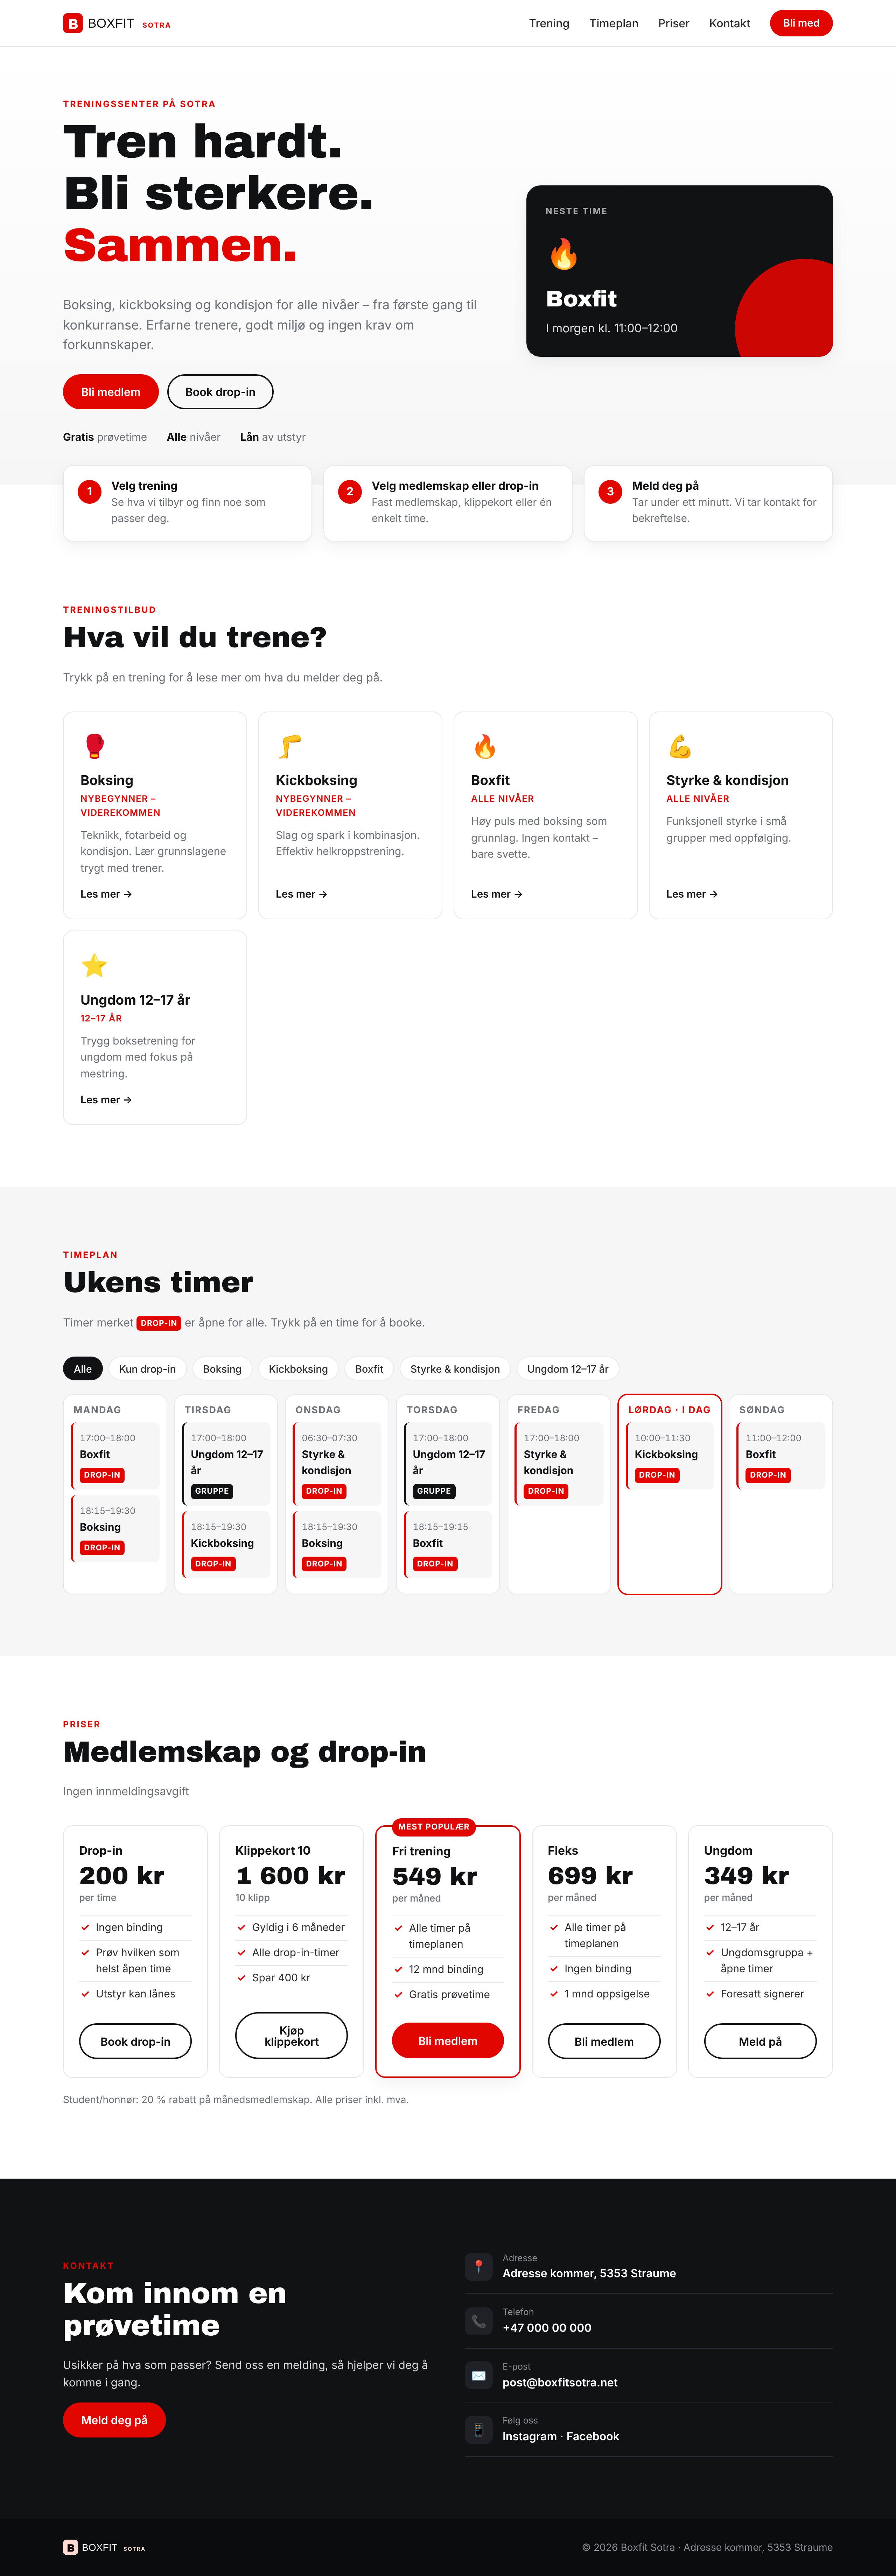 B BOXFIT SOTRA
Trening
Timeplan
Priser
Kontakt
Bli med
TRENINGSSENTER PÅ SOTRA
Tren hardt.
Bli sterkere.
Sammen.
Boksing, kickboksing og kondisjon for alle nivåer – fra første gang til
konkurranse. Erfarne trenere, godt miljø og ingen krav om
forkunnskaper.
Bli medlem
Book drop-in
Gratis prøvetime
Alle nivåer
Lån av utstyr
NESTE TIME
Boxfit
I morgen kl. 11:00–12:00
1
Velg trening
Se hva vi tilbyr og finn noe som
passer deg.
2
Velg medlemskap eller drop-in
Fast medlemskap, klippekort eller én
enkelt time.
3
Meld deg på
Tar under ett minutt. Vi tar kontakt for
bekreftelse.
TRENINGSTILBUD
Hva vil du trene?
Trykk på en trening for å lese mer om hva du melder deg på.
Boksing
NYBEGYNNER –
VIDEREKOMMEN
Teknikk, fotarbeid og
kondisjon. Lær grunnslagene
trygt med trener.
Les mer →
Kickboksing
NYBEGYNNER –
VIDEREKOMMEN
Slag og spark i kombinasjon.
Effektiv helkroppstrening.
Les mer →
Boxfit
ALLE NIVÅER
Høy puls med boksing som
grunnlag. Ingen kontakt –
bare svette.
Les mer →
Styrke & kondisjon
ALLE NIVÅER
Funksjonell styrke i små
grupper med oppfølging.
Les mer →
Ungdom 12–17 år
12–17 ÅR
Trygg boksetrening for
ungdom med fokus på
mestring.
Les mer →
TIMEPLAN
Ukens timer
Timer merket DROP-IN er åpne for alle. Trykk på en time for å booke.
Alle
Kun drop-in
Boksing
Kickboksing
Boxfit
Styrke & kondisjon
Ungdom 12–17 år
MANDAG
17:00–18:00
Boxfit
DROP-IN
18:15–19:30
Boksing
DROP-IN
TIRSDAG
17:00–18:00
Ungdom 12–17
år
GRUPPE
18:15–19:30
Kickboksing
DROP-IN
ONSDAG
06:30–07:30
Styrke &
kondisjon
DROP-IN
18:15–19:30
Boksing
DROP-IN
TORSDAG
17:00–18:00
Ungdom 12–17
år
GRUPPE
18:15–19:15
Boxfit
DROP-IN
FREDAG
17:00–18:00
Styrke &
kondisjon
DROP-IN
LØRDAG · I DAG
10:00–11:30
Kickboksing
DROP-IN
SØNDAG
11:00–12:00
Boxfit
DROP-IN
PRISER
Medlemskap og drop-in
Ingen innmeldingsavgift
Drop-in
200 kr
per time
✓ Ingen binding
✓ Prøv hvilken som
helst åpen time
✓ Utstyr kan lånes
Book drop-in
Klippekort 10
1 600 kr
10 klipp
✓ Gyldig i 6 måneder
✓ Alle drop-in-timer
✓ Spar 400 kr
Kjøp
klippekort
MEST POPULÆR
Fri trening
549 kr
per måned
✓ Alle timer på
timeplanen
✓ 12 mnd binding
✓ Gratis prøvetime
Bli medlem
Fleks
699 kr
per måned
✓ Alle timer på
timeplanen
✓ Ingen binding
✓ 1 mnd oppsigelse
Bli medlem
Ungdom
349 kr
per måned
✓ 12–17 år
✓ Ungdomsgruppa +
åpne timer
✓ Foresatt signerer
Meld på
Student/honnør: 20 % rabatt på månedsmedlemskap. Alle priser inkl. mva.
KONTAKT
Kom innom en
prøvetime
Usikker på hva som passer? Send oss en melding, så hjelper vi deg å
komme i gang.
Meld deg på
Adresse
Adresse kommer, 5353 Straume
Telefon
+47 000 00 000
E-post
post@boxfitsotra.net
Følg oss
Instagram · Facebook
B BOXFIT SOTRA
© 2026 Boxfit Sotra · Adresse kommer, 5353 Straume